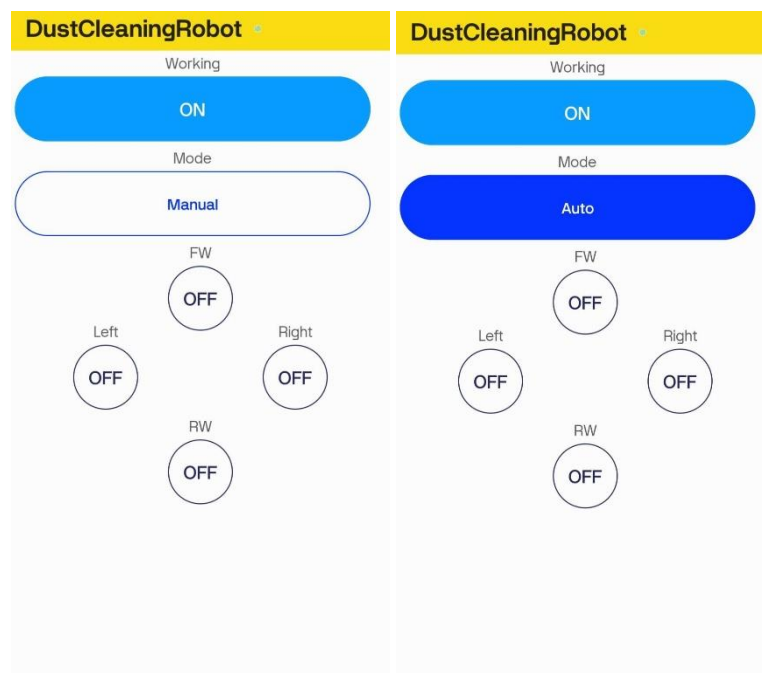 DustCleaningRobot
Working
ON
Mode
Manual
FW
OFF
Left
Right
OFF
OFF
RW
OFF
DustCleaningRobot
Working
ON
Mode
Auto
FW
OFF
Left
Right
OFF
OFF
RW
OFF